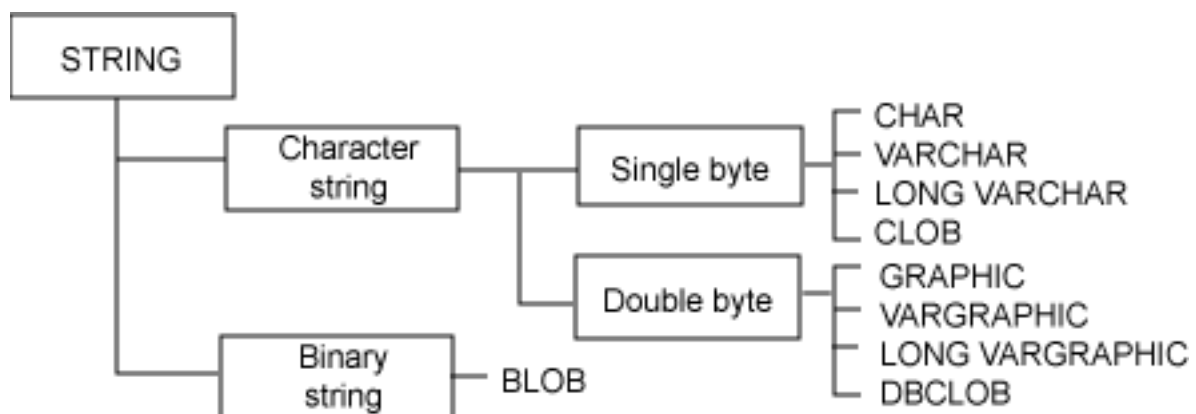 STRING
Character
string
Single byte
CHAR
VARCHAR
LONG VARCHAR
CLOB
Double byte
GRAPHIC
VARGRAPHIC
LONG VARGRAPHIC
DBCLOB
Binary
string
BLOB